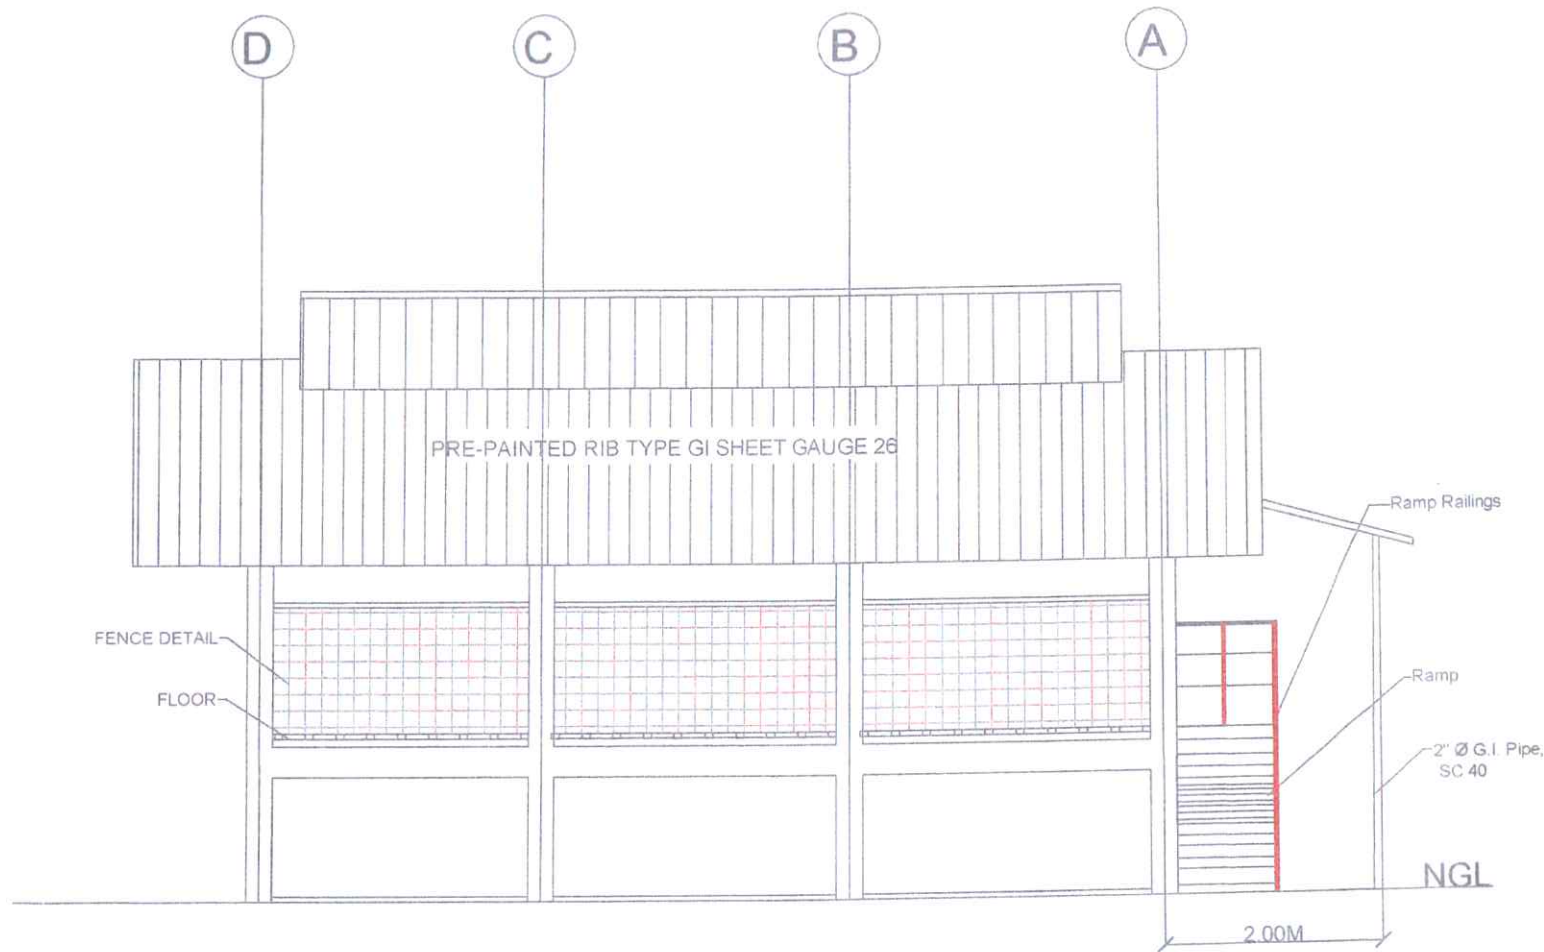 D C B A
PRE-PAINTED RIB TYPE GI SHEET GAUGE 26
Ramp Railings
FENCE DETAIL
Ramp
FLOOR
2" Ø G.I. Pipe,
SC 40
NGL
2.00M